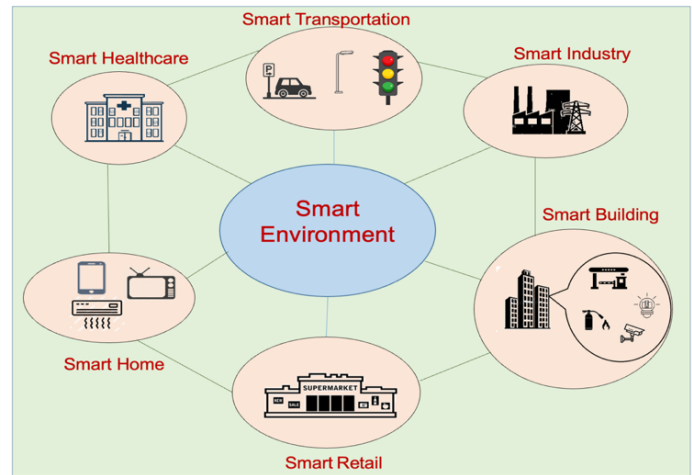 Smart Transportation
Smart Healthcare
Smart Industry
P
Smart
Environment
Smart Building
Smart Home
SUPERMARKET
Smart Retail